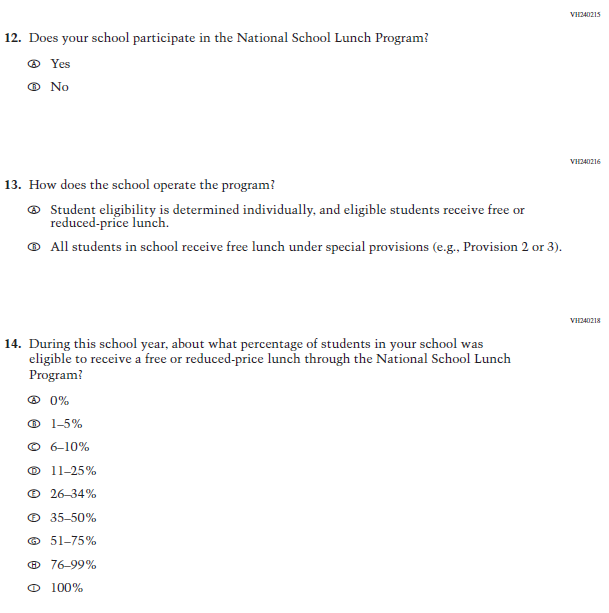 VH240215
12. Does your school participate in the National School Lunch Program?
A Yes
B No
VH240216
13. How does the school operate the program?
A Student eligibility is determined individually, and eligible students receive free or
reduced-price lunch.
B All students in school receive free lunch under special provisions (e.g., Provision 2 or 3).
VH240218
14. During this school year, about what percentage of students in your school was
eligible to receive a free or reduced-price lunch through the National School Lunch
Program?
A 0%
B 1–5%
C 6–10%
D 11–25%
E 26–34%
F 35–50%
G 51–75%
H 76–99%
I 100%